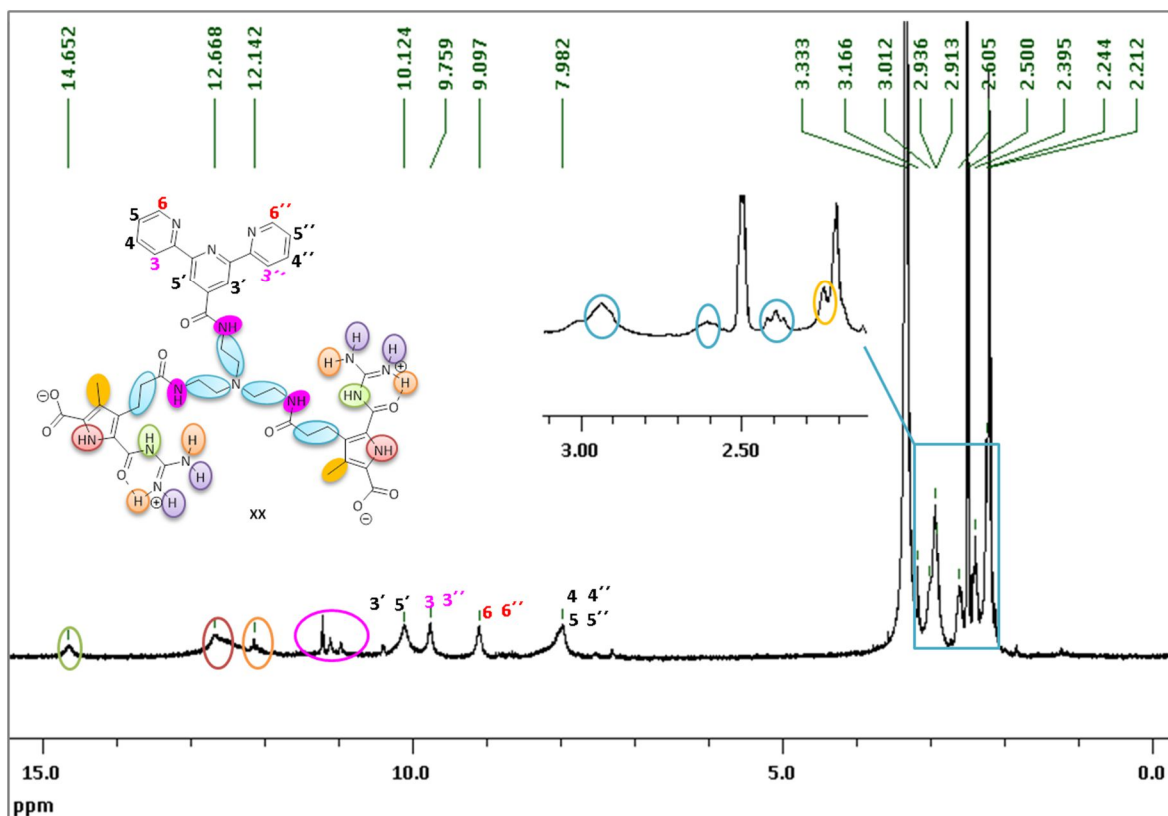 14.652
12.668
12.142
10.124
9.759
9.097
7.982
3.333
3.166
3.012
2.936
2.913
2.605
2.500
2.395
2.244
2.212
6 6´´
5 N N 5´´
4 N 4´´
3 3´´
5´ 3´
O NH
H H
H N N ⊕ H
HN O
O O
N H N NH
O
O ⊖ O
HN H N H
O N H
H N H
⊕
NH
O O
⊖
XX
3.00 2.50
3´ 5´ 3 3´´ 6 6´´ 4 4´´
5 5´´
15.0 10.0 5.0 0.0
ppm